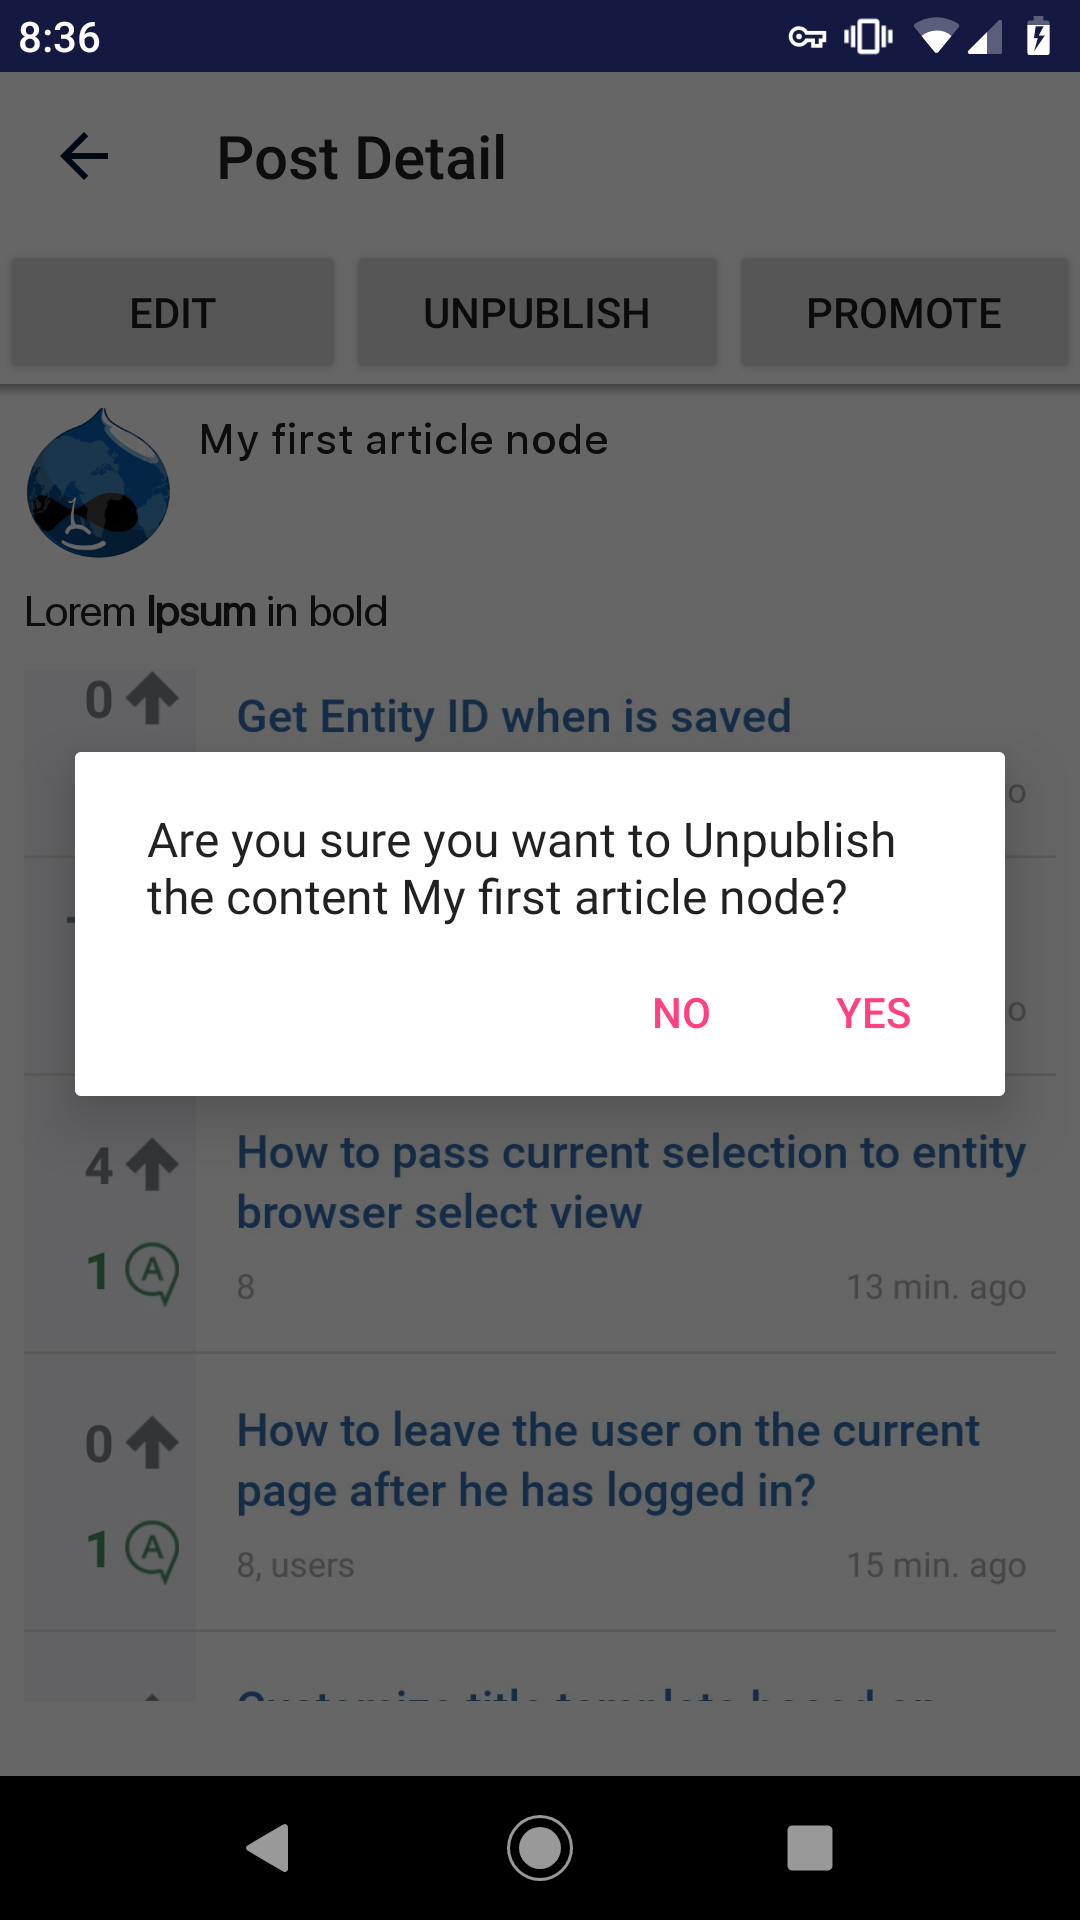 8:36
Post Detail
EDIT UNPUBLISH PROMOTE
My first article node
Lorem Ipsum in bold
0 Get Entity ID when is saved
o
Are you sure you want to Unpublish
the content My first article node?
o
NO YES
4 How to pass current selection to entity
browser select view
1 A
8 13 min. ago
0 How to leave the user on the current
page after he has logged in?
1 A
8, users 15 min. ago